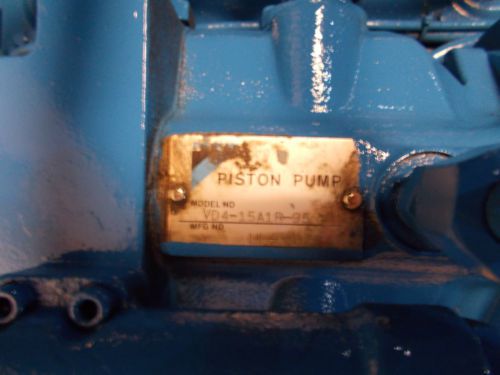 PISTON PUMP
MODEL NO
VD4-15A1R-95
MFG NO.